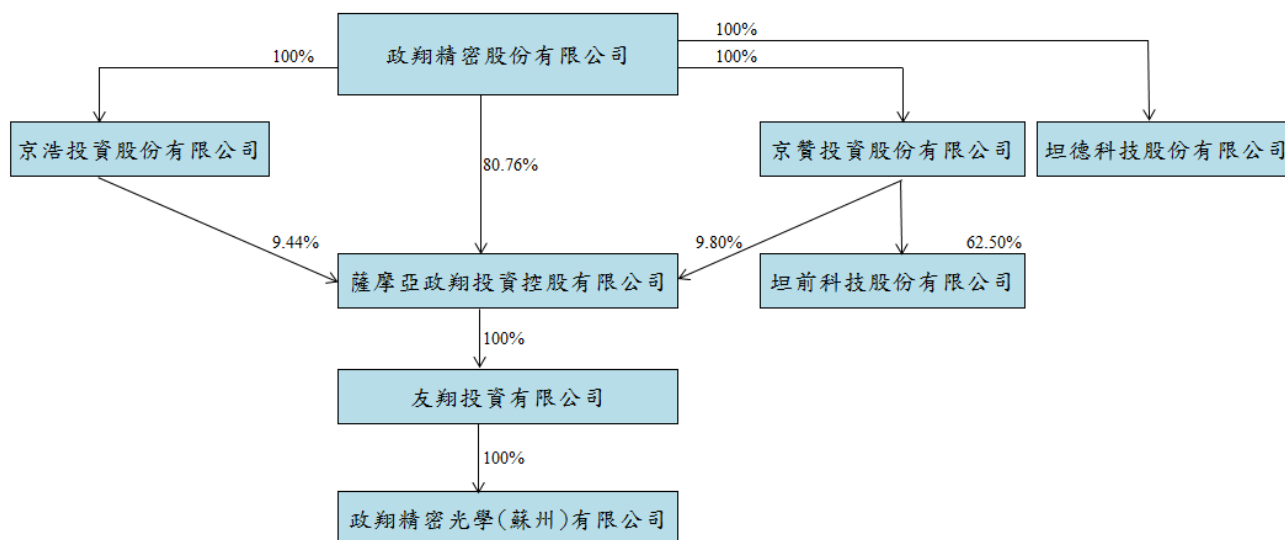 100%
政翔精密股份有限公司
100%
100%
京浩投資股份有限公司
京贊投資股份有限公司
坦德科技股份有限公司
80.76%
9.44%
9.80%
62.50%
薩摩亞政翔投資控股有限公司
坦前科技股份有限公司
100%
友翔投資有限公司
100%
政翔精密光學(蘇州)有限公司